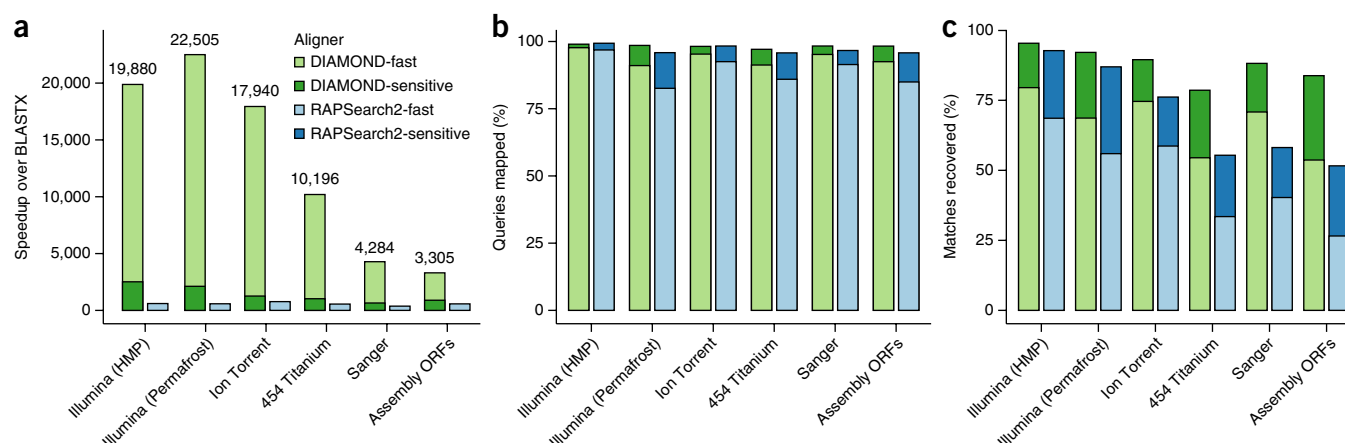 a
Speedup over BLASTX
20,000
15,000
10,000
5,000
0
19,880
22,505
17,940
10,196
4,284
3,305
Aligner
DIAMOND-fast
DIAMOND-sensitive
RAPSearch2-fast
RAPSearch2-sensitive
Illumina (HMP)
Illumina (Permafrost)
Ion Torrent
454 Titanium
Sanger
Assembly ORFs
b
Queries mapped (%)
100
75
50
25
0
Illumina (HMP)
Illumina (Permafrost)
Ion Torrent
454 Titanium
Sanger
Assembly ORFs
c
Matches recovered (%)
100
75
50
25
0
Illumina (HMP)
Illumina (Permafrost)
Ion Torrent
454 Titanium
Sanger
Assembly ORFs